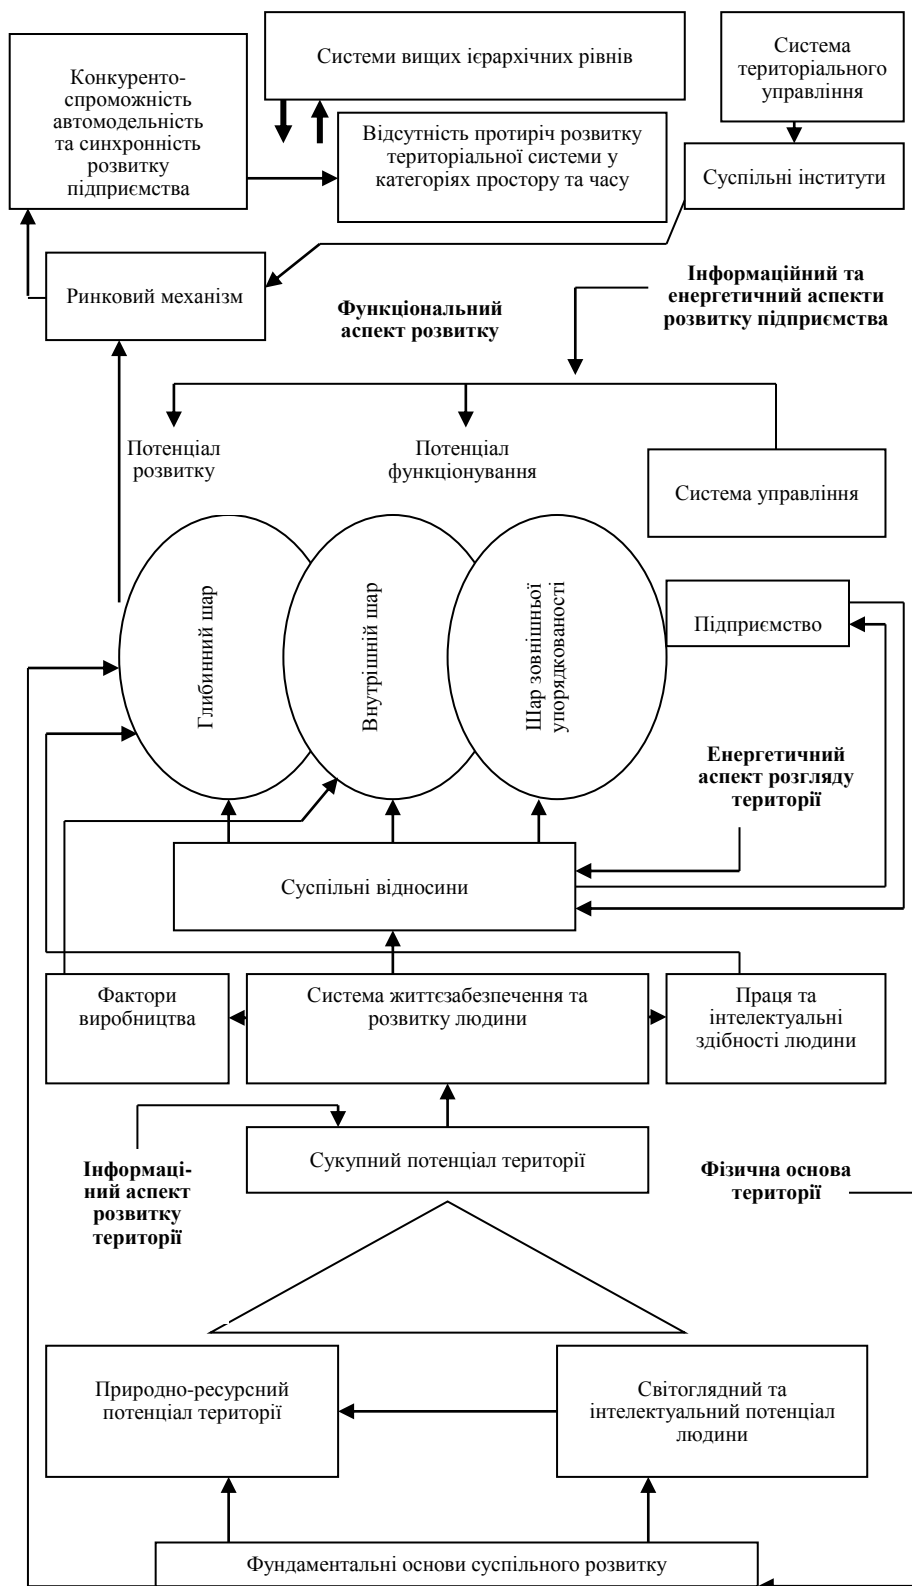 Системи вищих ієрархічних рівнів
Система
територіального
управління
Конкуренто-
спроможність
автомодельність
та синхронність
розвитку
підприємства
Відсутність протиріч розвитку
територіальної системи у
категоріях простору та часу
Суспільні інститути
Ринковий механізм
Функціональний
аспект розвитку
Інформаційний та
енергетичний аспекти
розвитку підприємства
Потенціал
розвитку
Потенціал
функціонування
Система управління
Глибинний шар
Внутрішній шар
Шар зовнішньої
упорядкованості
Підприємство
Енергетичний
аспект розгляду
території
Суспільні відносини
Фактори
виробництва
Система життєзабезпечення та
розвитку людини
Праця та
інтелектуальні
здібності людини
Сукупний потенціал території
Інформаці-
ний аспект
розвитку
території
Фізична основа
території
Природно-ресурсний
потенціал території
Світоглядний та
інтелектуальний потенціал
людини
Фундаментальні основи суспільного розвитку